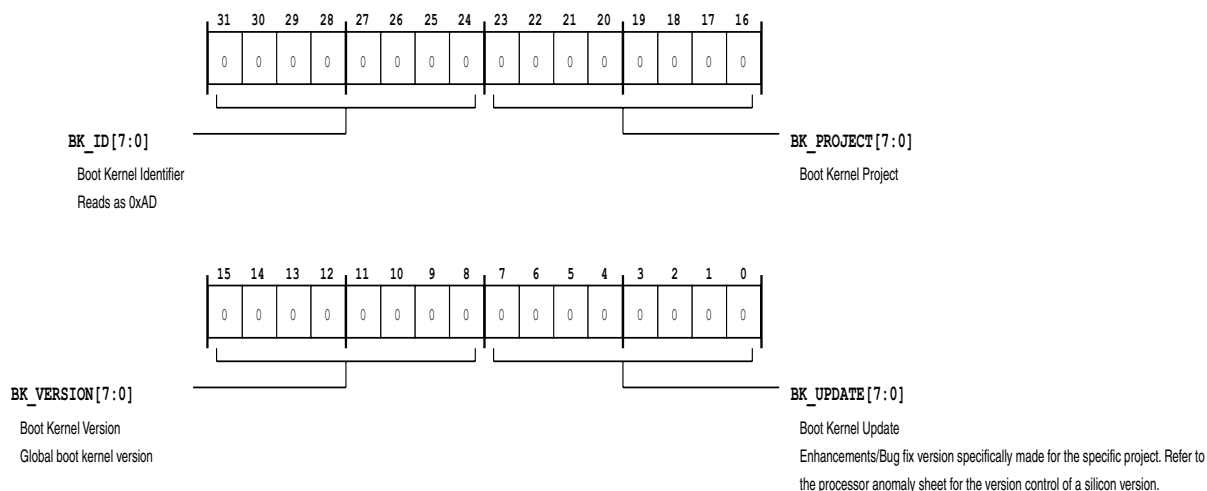 31 30 29 28 27 26 25 24 23 22 21 20 19 18 17 16
0 0 0 0 0 0 0 0 0 0 0 0 0 0 0 0
BK_ID[7:0]
Boot Kernel Identifier
Reads as 0xAD
BK_PROJECT[7:0]
Boot Kernel Project
15 14 13 12 11 10 9 8 7 6 5 4 3 2 1 0
0 0 0 0 0 0 0 0 0 0 0 0 0 0 0 0
BK_VERSION[7:0]
Boot Kernel Version
Global boot kernel version
BK_UPDATE[7:0]
Boot Kernel Update
Enhancements/Bug fix version specifically made for the specific project. Refer to
the processor anomaly sheet for the version control of a silicon version.